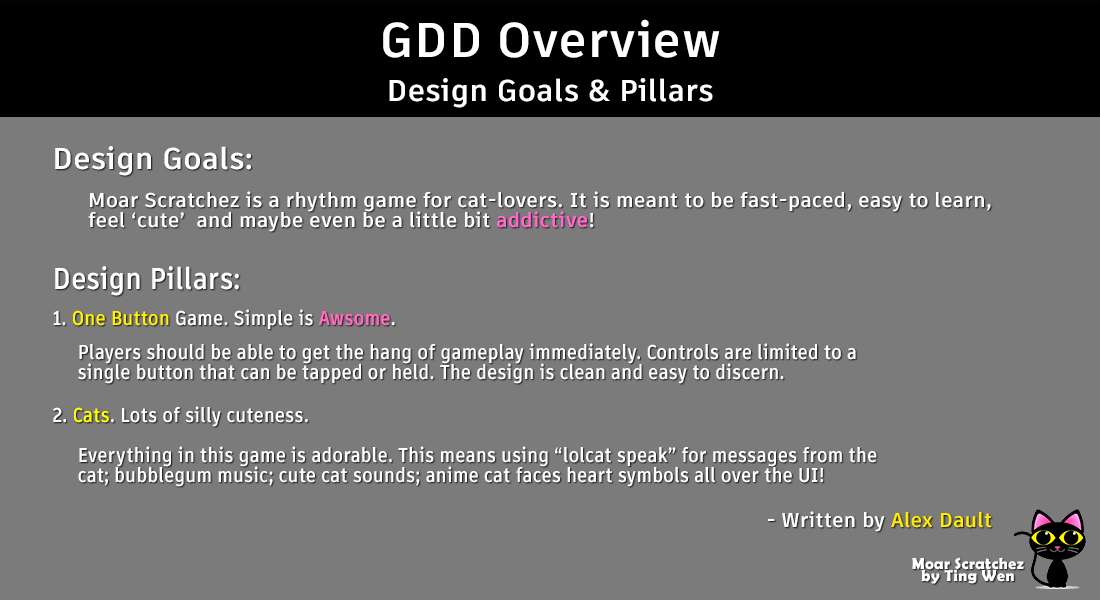 GDD Overview
Design Goals & Pillars
Design Goals:
Moar Scratchez is a rhythm game for cat-lovers. It is meant to be fast-paced, easy to learn,
feel ‘cute’ and maybe even be a little bit addictive!
Design Pillars:
1. One Button Game. Simple is Awsome.
Players should be able to get the hang of gameplay immediately. Controls are limited to a
single button that can be tapped or held. The design is clean and easy to discern.
2. Cats. Lots of silly cuteness.
Everything in this game is adorable. This means using “lolcat speak” for messages from the
cat; bubblegum music; cute cat sounds; anime cat faces heart symbols all over the UI!
- Written by Alex Dault
Moar Scratchez
by Ting Wen